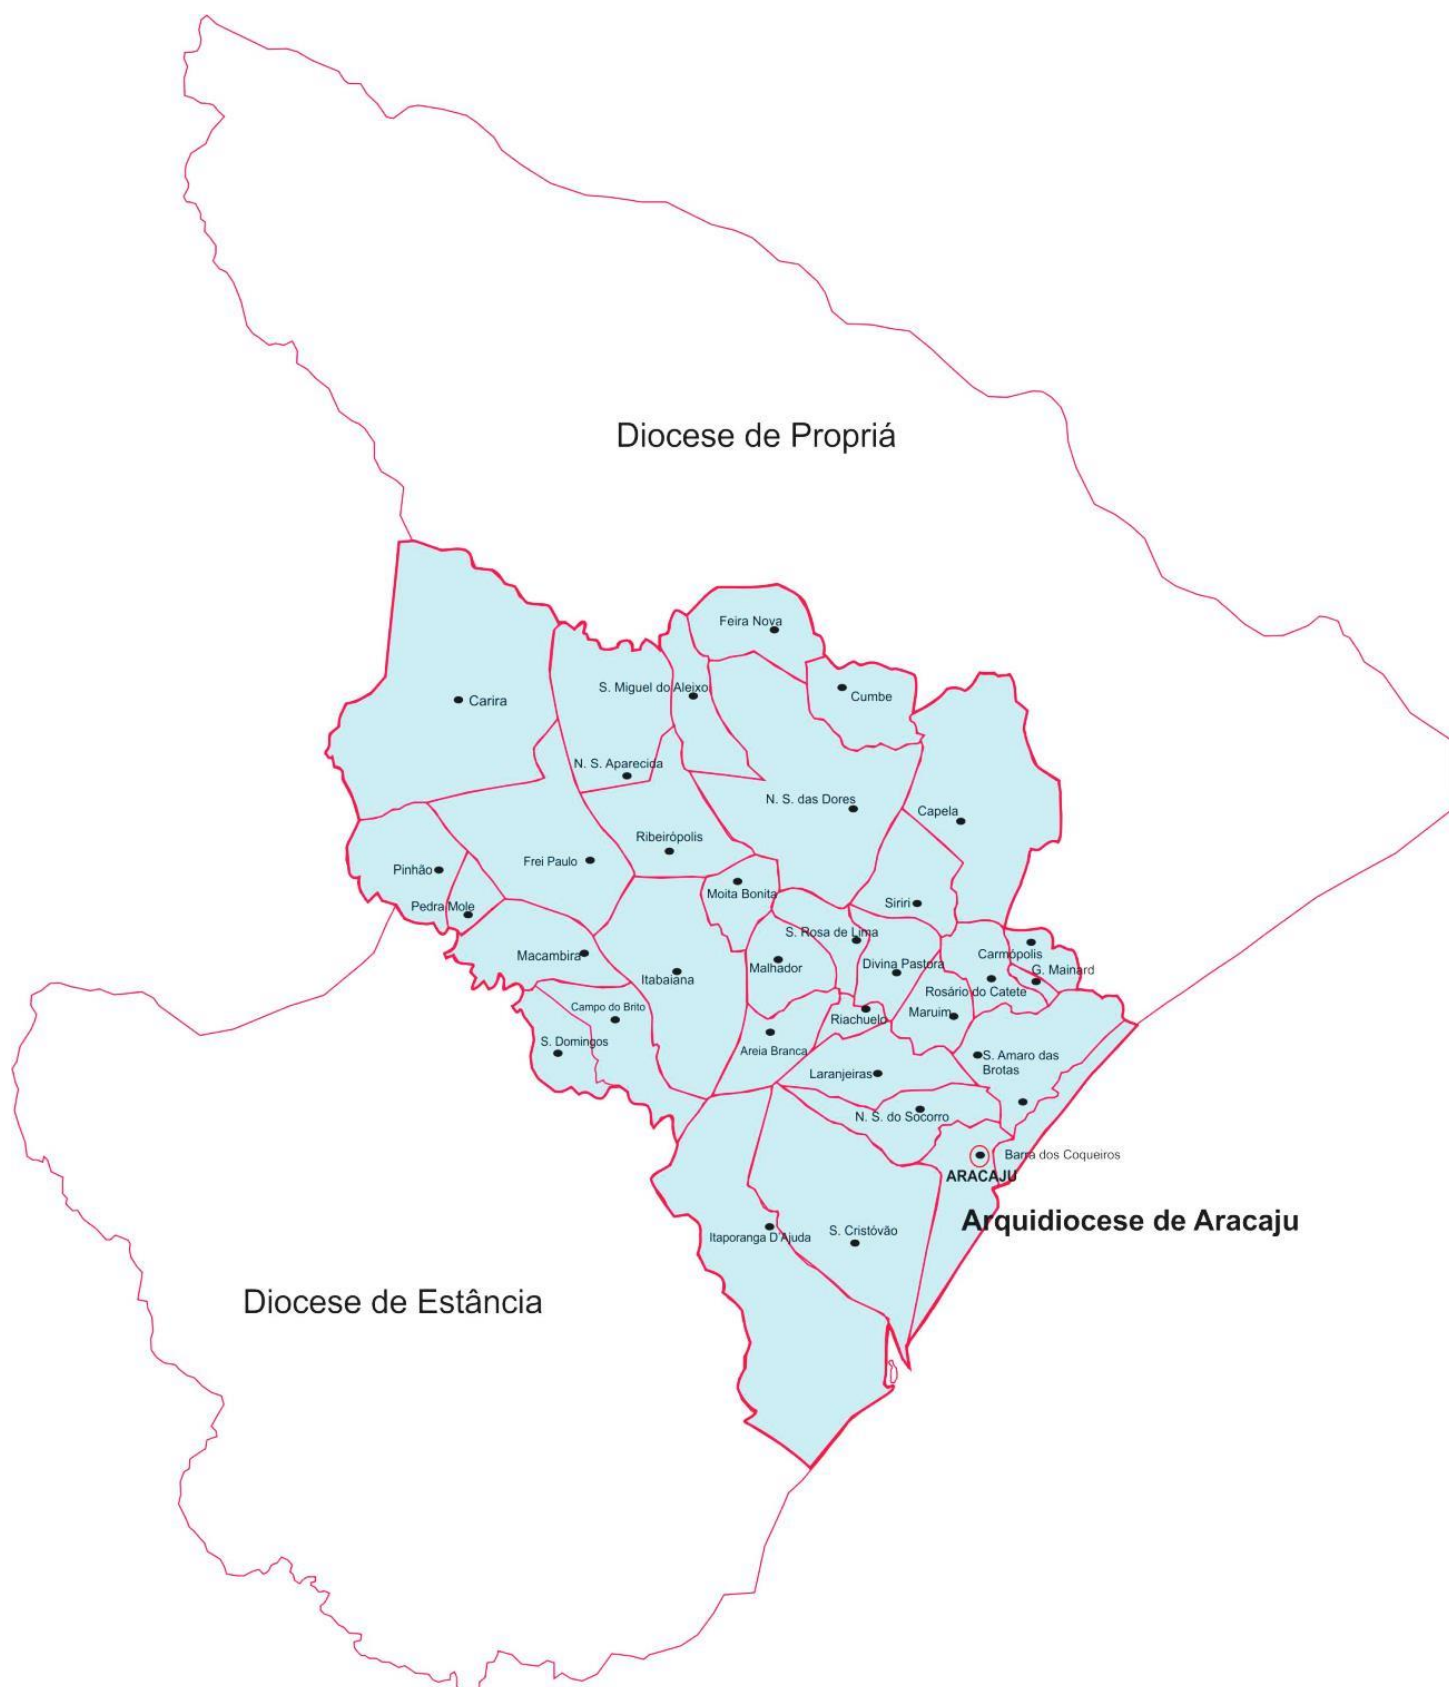 Diocese de Propriá
Feira Nova
S. Miguel do Aleixo
Cumbe
Carira
N. S. Aparecida
N. S. das Dores
Capela
Ribeirópolis
Frei Paulo
Pinhão
Moita Bonita
Pedra Mole
Siriri
S. Rosa de Lima
Macambira
Carmópolis
Malhador
Divina Pastora
G. Mainard
Itabaiana
Rosário do Catete
Campo do Brito
Riachuelo
Maruim
S. Domingos
Areia Branca
S. Amaro das
Brotas
Laranjeiras
N. S. do Socorro
Barra dos Coqueiros
ARACAJU
Arquidiocese de Aracaju
Itaporanga D'Ajuda
S. Cristóvão
Diocese de Estância